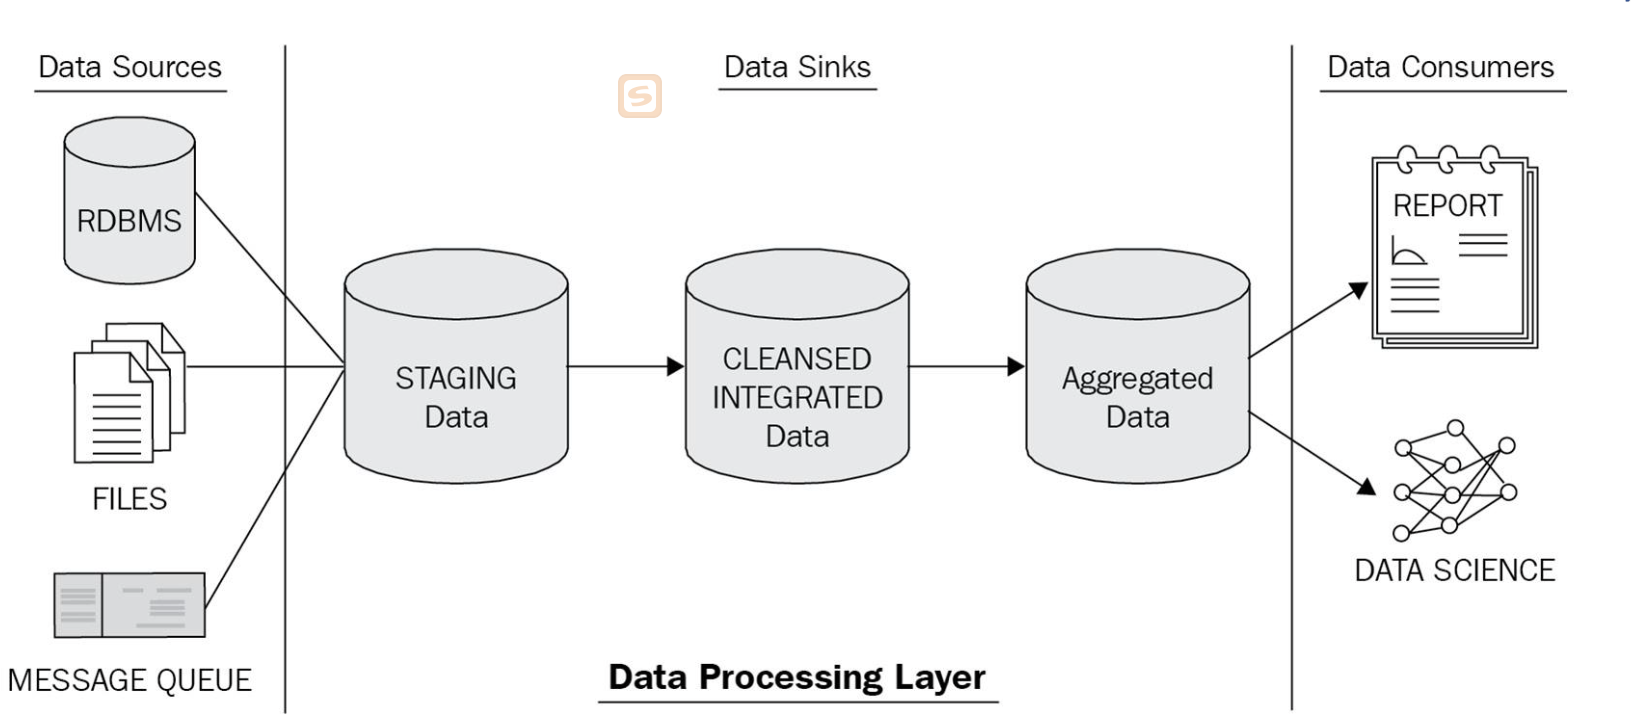 Data Sources
Data Sinks
Data Consumers
RDBMS
FILES
MESSAGE QUEUE
STAGING
Data
CLEANSED
INTEGRATED
Data
Aggregated
Data
REPORT
DATA SCIENCE
Data Processing Layer
S